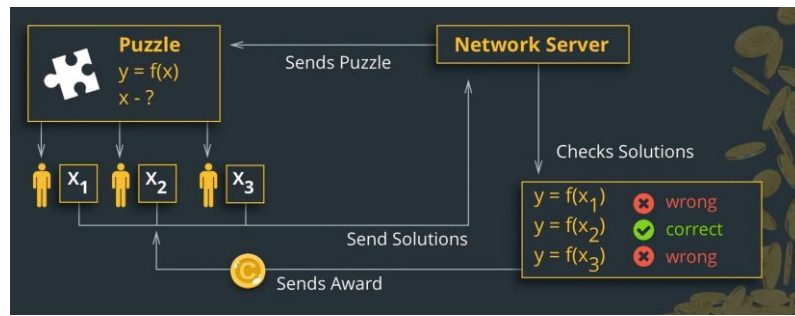 Puzzle
y = f(x)
x - ?
Sends Puzzle
Network Server
X₁
X₂
X₃
Send Solutions
Checks Solutions
y = f(x₁) wrong
y = f(x₂) correct
y = f(x₃) wrong
C
Sends Award